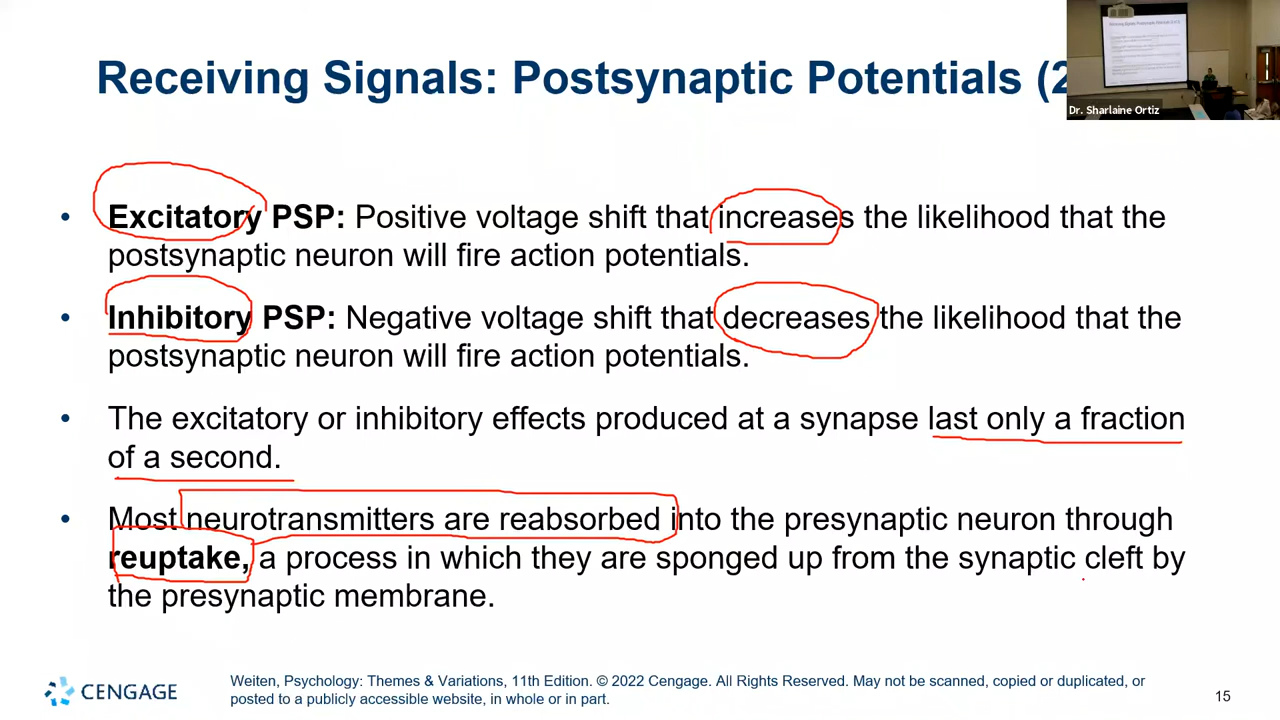 Receiving Signals: Postsynaptic Potentials (2
Dr. Sharlaine Ortiz
• Excitatory PSP: Positive voltage shift that increases the likelihood that the
postsynaptic neuron will fire action potentials.
• Inhibitory PSP: Negative voltage shift that decreases the likelihood that the
postsynaptic neuron will fire action potentials.
• The excitatory or inhibitory effects produced at a synapse last only a fraction
of a second.
• Most neurotransmitters are reabsorbed into the presynaptic neuron through
reuptake, a process in which they are sponged up from the synaptic cleft by
the presynaptic membrane.
CENGAGE
Weiten, Psychology: Themes & Variations, 11th Edition. © 2022 Cengage. All Rights Reserved. May not be scanned, copied or duplicated, or
posted to a publicly accessible website, in whole or in part.
15